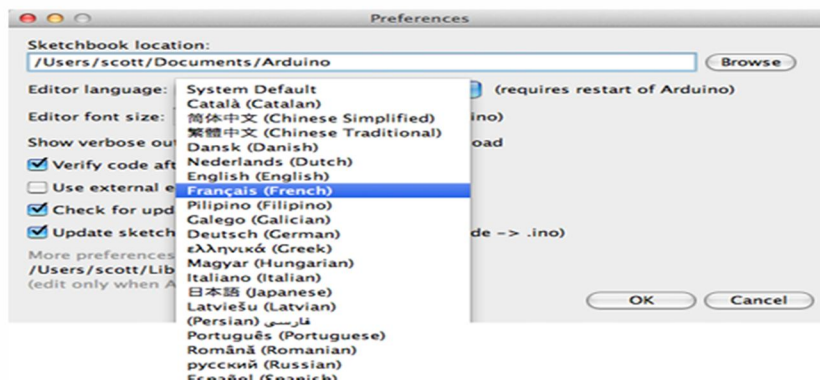 Preferences
Sketchbook location:
/Users/scott/Documents/Arduino
Browse
Editor language:
(requires restart of Arduino)
Editor font size:
ino)
Show verbose ou
oad
Verify code aft
Use external e
Check for upd
Update sketch
de -> .ino)
More preferences
/Users/scott/Lib
(edit only when A
OK
Cancel
System Default
Català (Catalan)
简体中文 (Chinese Simplified)
繁體中文 (Chinese Traditional)
Dansk (Danish)
Nederlands (Dutch)
English (English)
Français (French)
Pilipino (Filipino)
Galego (Galician)
Deutsch (German)
ελληνικά (Greek)
Magyar (Hungarian)
Italiano (Italian)
日本語 (Japanese)
Latviešu (Latvian)
فارسی (Persian)
Português (Portuguese)
Română (Romanian)
русский (Russian)
Español (Spanish)